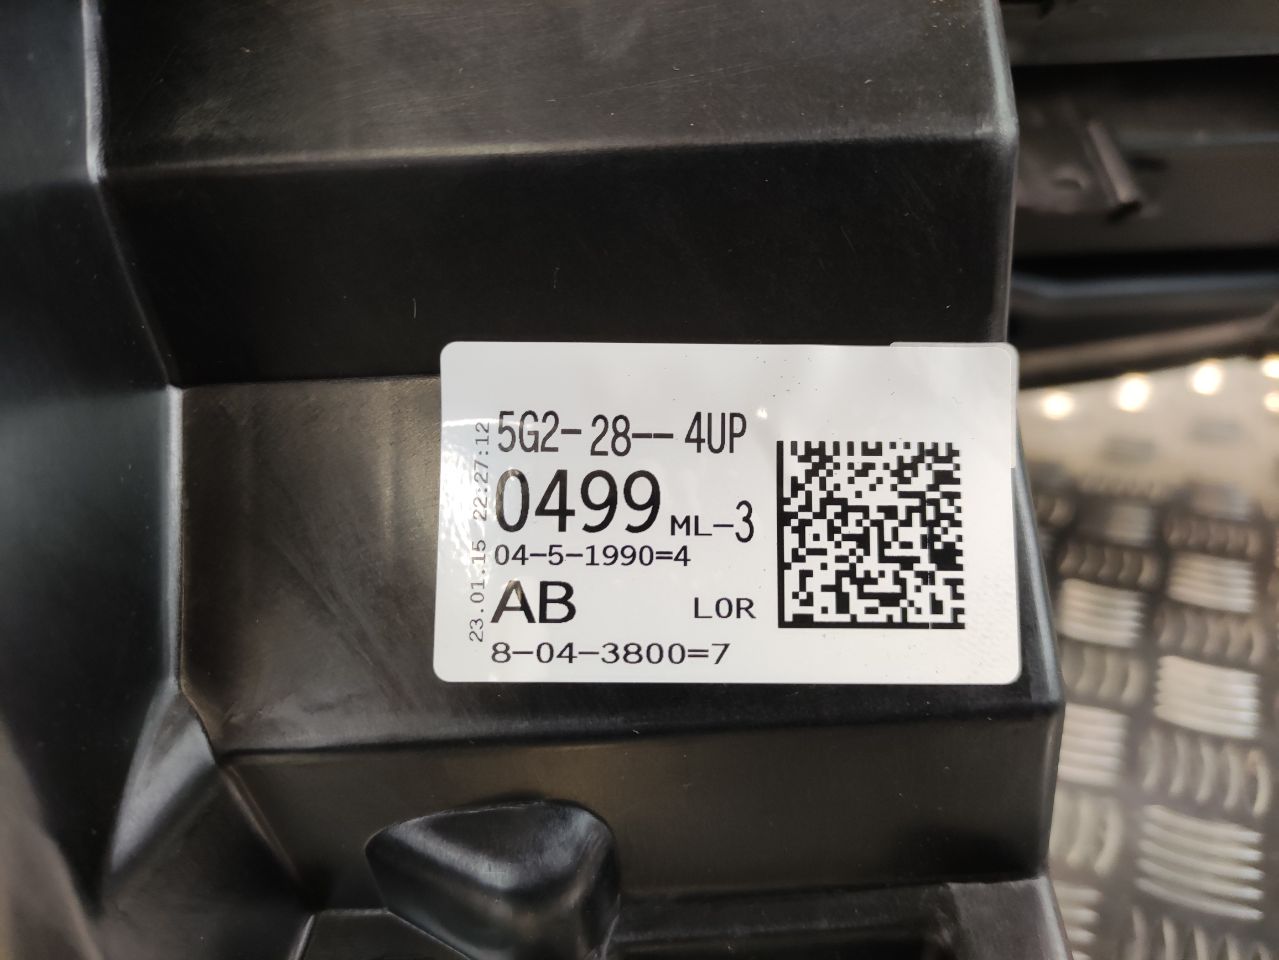 5G2-28--4UP
0499 ML-3
04-5-1990=4
AB L0R
8-04-3800=7
23.01.15 22:27:12